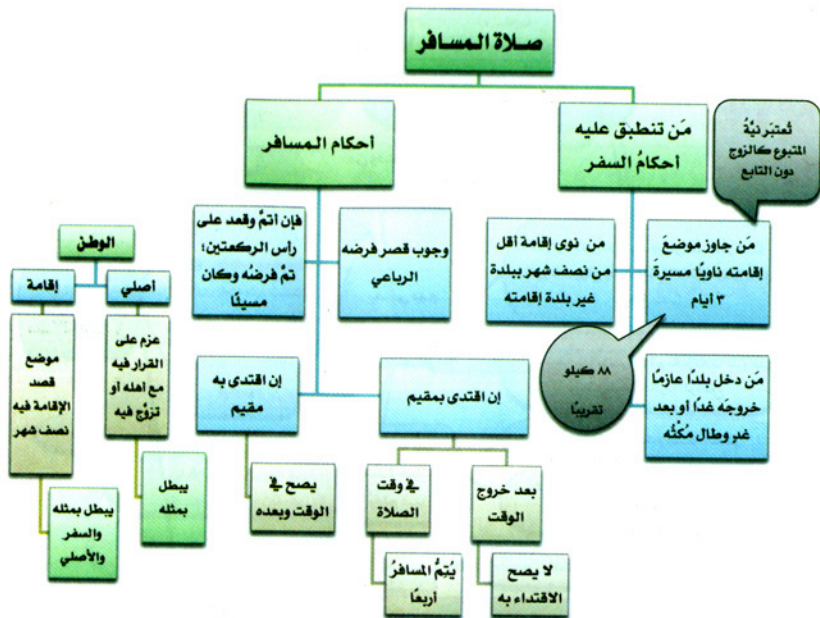 صلاة المسافر
مَن تنطبق عليه
أحكامُ السفر
تُعتبَر نيَّةُ
المتبوع كالزوج
دون التابع
مَن جاوز موضعَ
إقامته ناويًا مسيرةَ
٣ أيام
٨٨ كيلو
تقريبًا
من نوى إقامة أقل
من نصف شهر ببلدة
غير بلدة إقامته
مَن دخل بلدًا عازمًا
خروجَه غدًا أو بعد
غدٍ وطال مُكْثُه
أحكام المسافر
وجوب قصر فرضه
الرباعي
فإن أتمَّ وقعد على
رأس الركعتين؛
تمَّ فرضُه وكان
مسيئًا
إن اقتدى بمقيم
بعد خروج
الوقت
لا يصح
الاقتداء به
في وقت
الصلاة
يُتِمُّ المسافرُ
أربعًا
إن اقتدى به
مقيم
يصح في
الوقت وبعده
الوطن
أصلي
عزم على
القرار فيه
مع أهله أو
تزوَّج فيه
يبطل
بمثله
إقامة
موضع
قصد
الإقامة فيه
نصف شهر
يبطل بمثله
والسفر
والأصلي